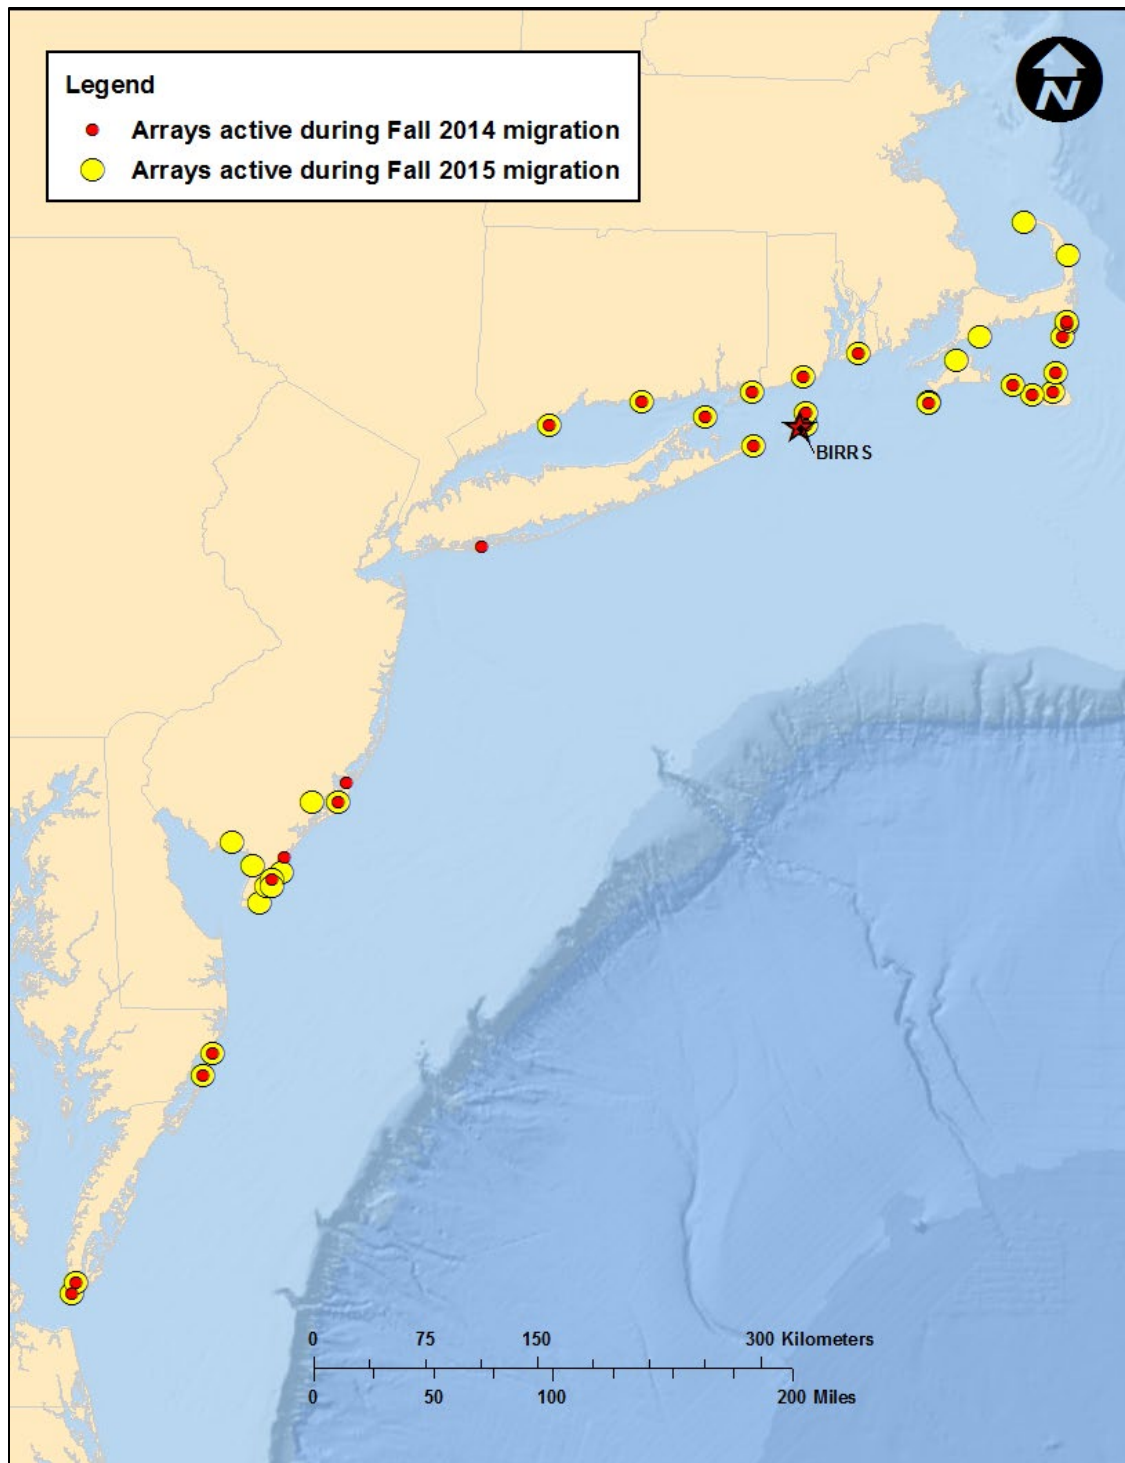 Legend
Arrays active during Fall 2014 migration
Arrays active during Fall 2015 migration
N
BIRRS
0 75 150 300 Kilometers
0 50 100 200 Miles